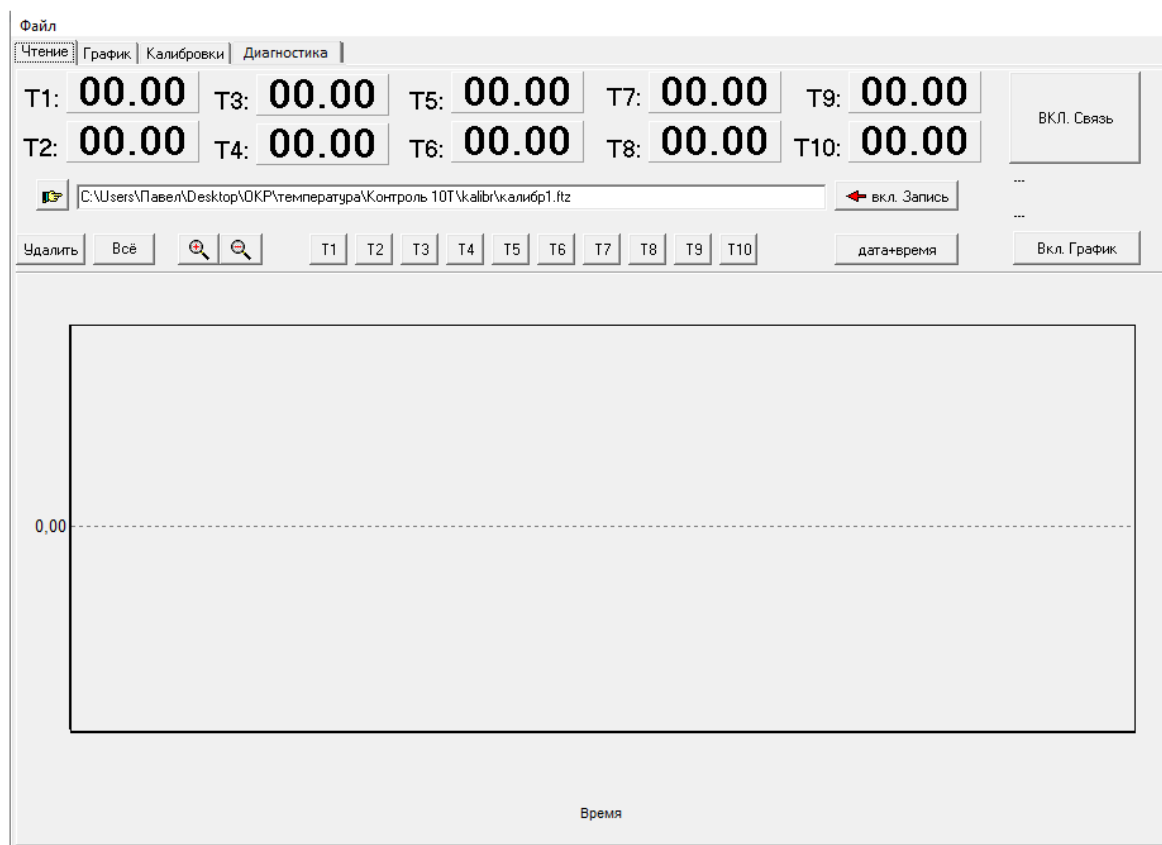 Файл
Чтение График Калибровки Диагностика
T1: 00.00 T3: 00.00 T5: 00.00 T7: 00.00 T9: 00.00 ВКЛ. Связь
T2: 00.00 T4: 00.00 T6: 00.00 T8: 00.00 T10: 00.00
C:\Users\Павел\Desktop\ОКР\температура\Контроль 10Т\kalibr\калибр1.ftz вкл. Запись ---
---
Удалить Всё T1 T2 T3 T4 T5 T6 T7 T8 T9 T10 дата+время Вкл. График
0,00
Время